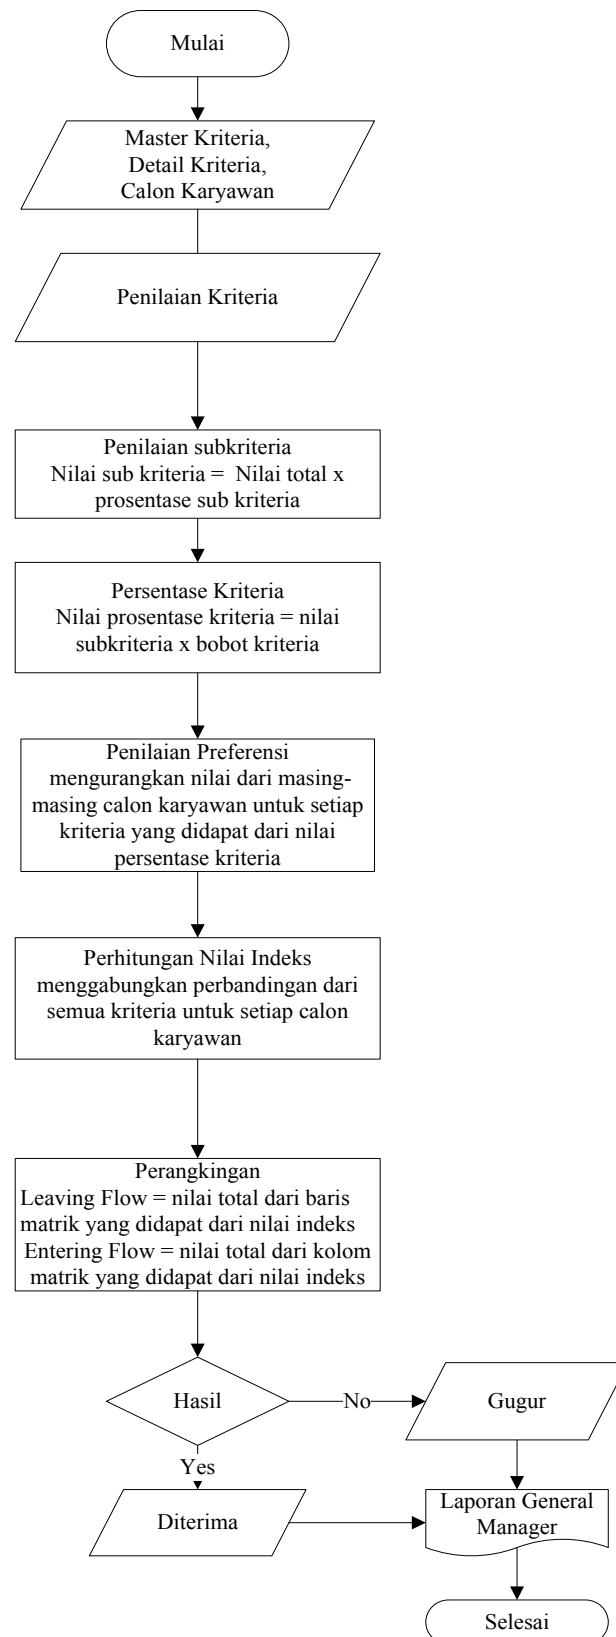 Mulai
Master Kriteria,
Detail Kriteria,
Calon Karyawan
Penilaian Kriteria
Penilaian subkriteria
Nilai sub kriteria = Nilai total x
prosentase sub kriteria
Persentase Kriteria
Nilai prosentase kriteria = nilai
subkriteria x bobot kriteria
Penilaian Preferensi
mengurangkan nilai dari masing-
masing calon karyawan untuk setiap
kriteria yang didapat dari nilai
persentase kriteria
Perhitungan Nilai Indeks
menggabungkan perbandingan dari
semua kriteria untuk setiap calon
karyawan
Perangkingan
Leaving Flow = nilai total dari baris
matrik yang didapat dari nilai indeks
Entering Flow = nilai total dari kolom
matrik yang didapat dari nilai indeks
Hasil
No
Gugur
Yes
Diterima
Laporan General
Manager
Selesai